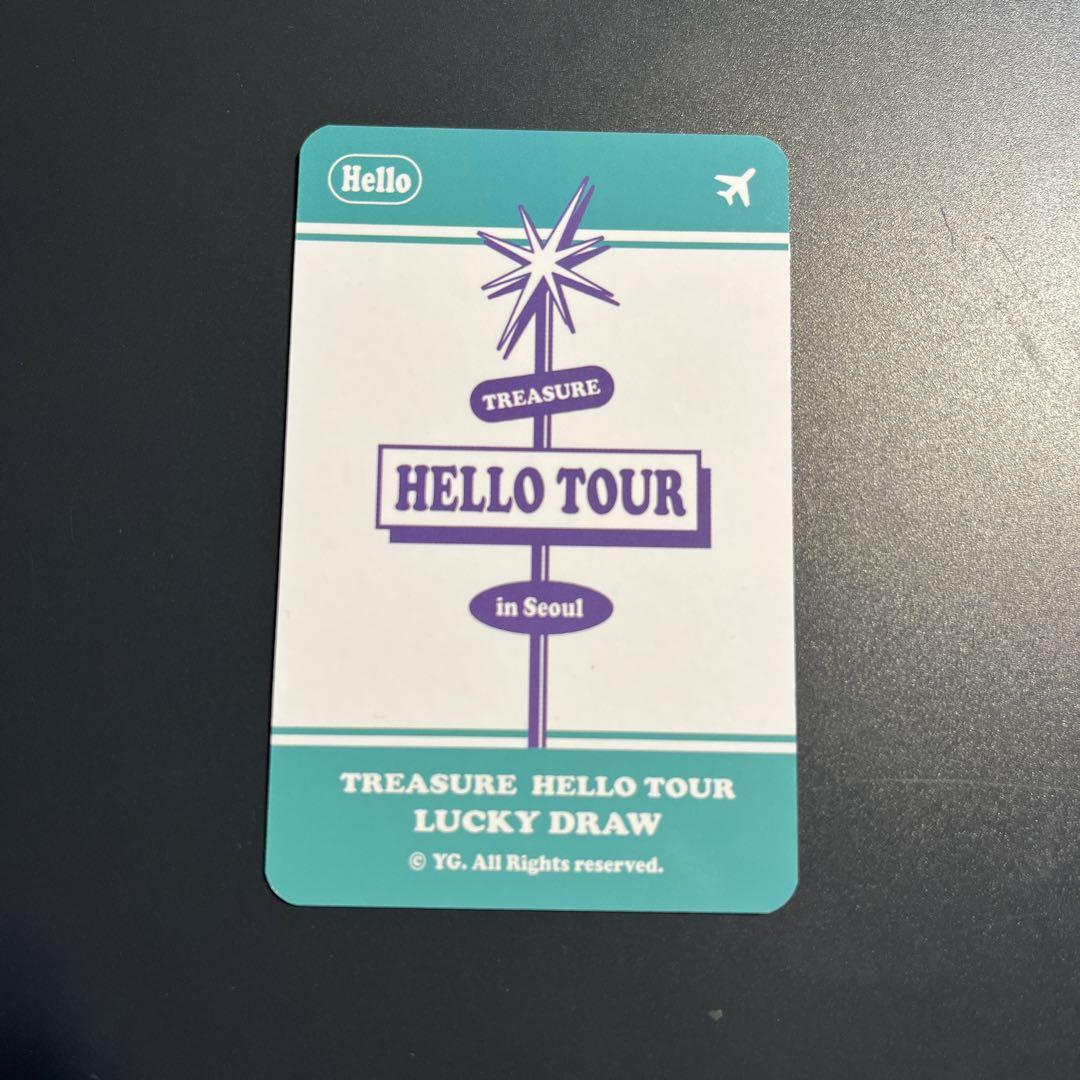 Hello
TREASURE
HELLO TOUR
in Seoul
TREASURE HELLO TOUR
LUCKY DRAW
© YG. All Rights reserved.